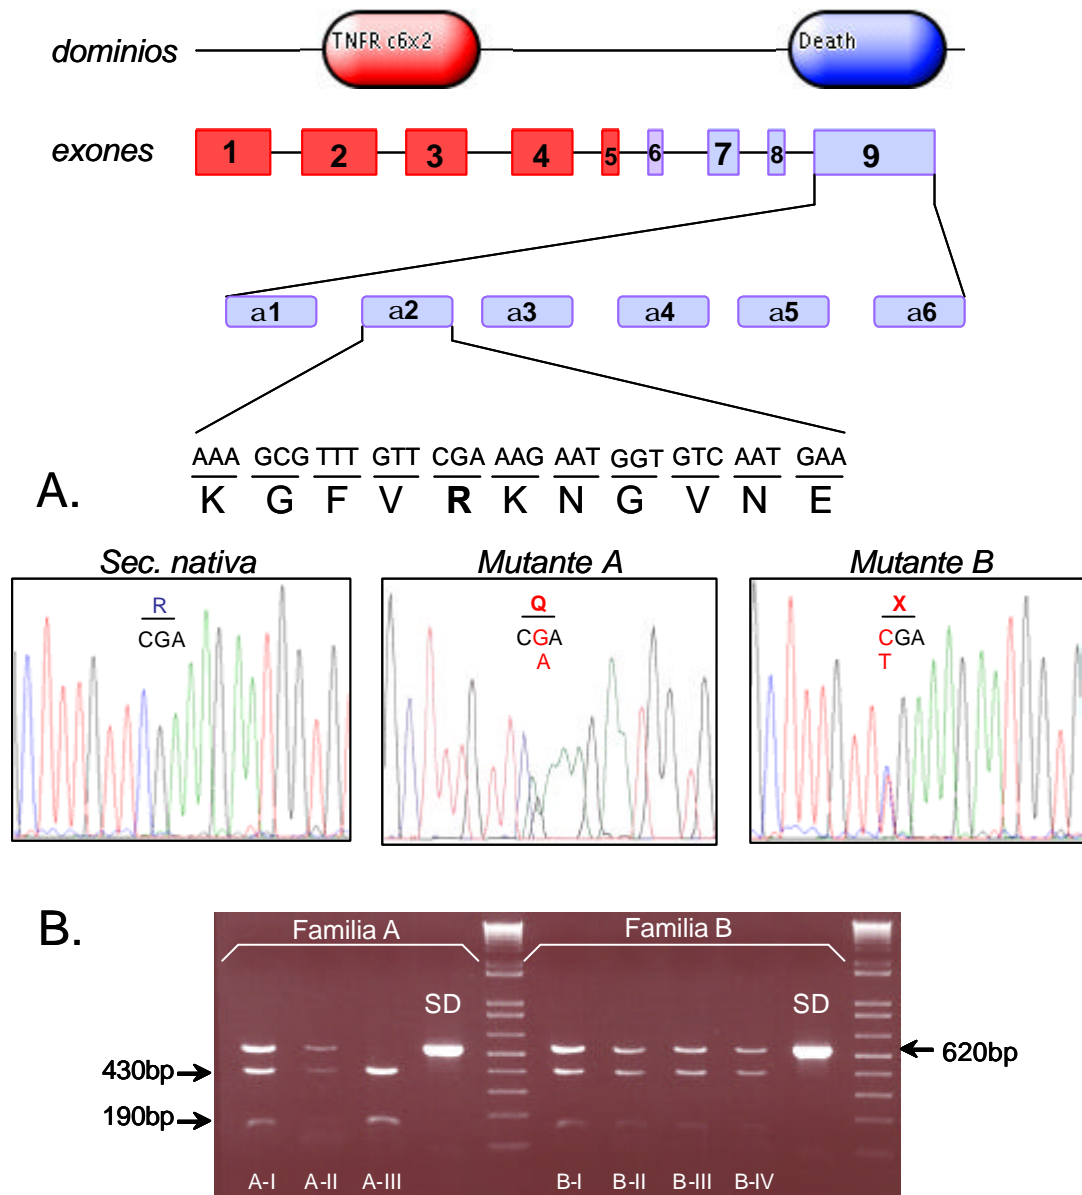 dominios TNFR c6x2 Death
exones 1 2 3 4 5 6 7 8 9
a1 a2 a3 a4 a5 a6
AAA GCG TTT GTT CGA AAG AAT GGT GTC AAT GAA
A. K G F V R K N G V N E
Sec. nativa Mutante A Mutante B
R Q X
CGA CGA CGA
A T
B. Familia A Familia B
SD SD
620bp
430bp
190bp
A-I A-II A-III B-I B-II B-III B-IV